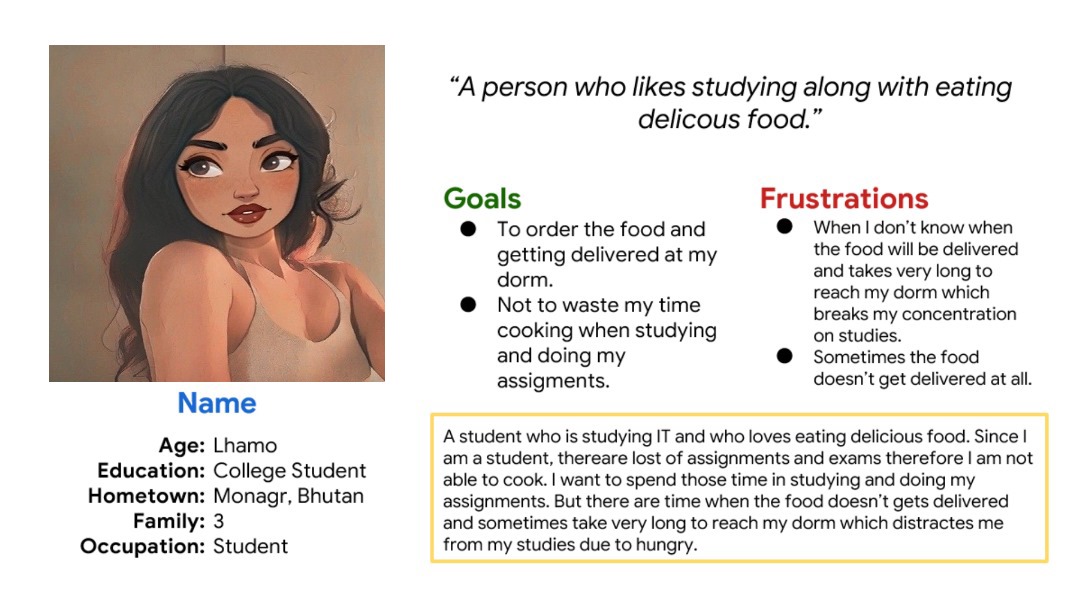 “A person who likes studying along with eating
delicous food.”
Goals
● To order the food and
getting delivered at my
dorm.
● Not to waste my time
cooking when studying
and doing my
assigments.
Frustrations
● When I don’t know when
the food will be delivered
and takes very long to
reach my dorm which
breaks my concentration
on studies.
● Sometimes the food
doesn’t get delivered at all.
Name
Age: Lhamo
Education: College Student
Hometown: Monagr, Bhutan
Family: 3
Occupation: Student
A student who is studying IT and who loves eating delicious food. Since I
am a student, thereare lost of assignments and exams therefore I am not
able to cook. I want to spend those time in studying and doing my
assignments. But there are time when the food doesn’t gets delivered
and sometimes take very long to reach my dorm which distractes me
from my studies due to hungry.